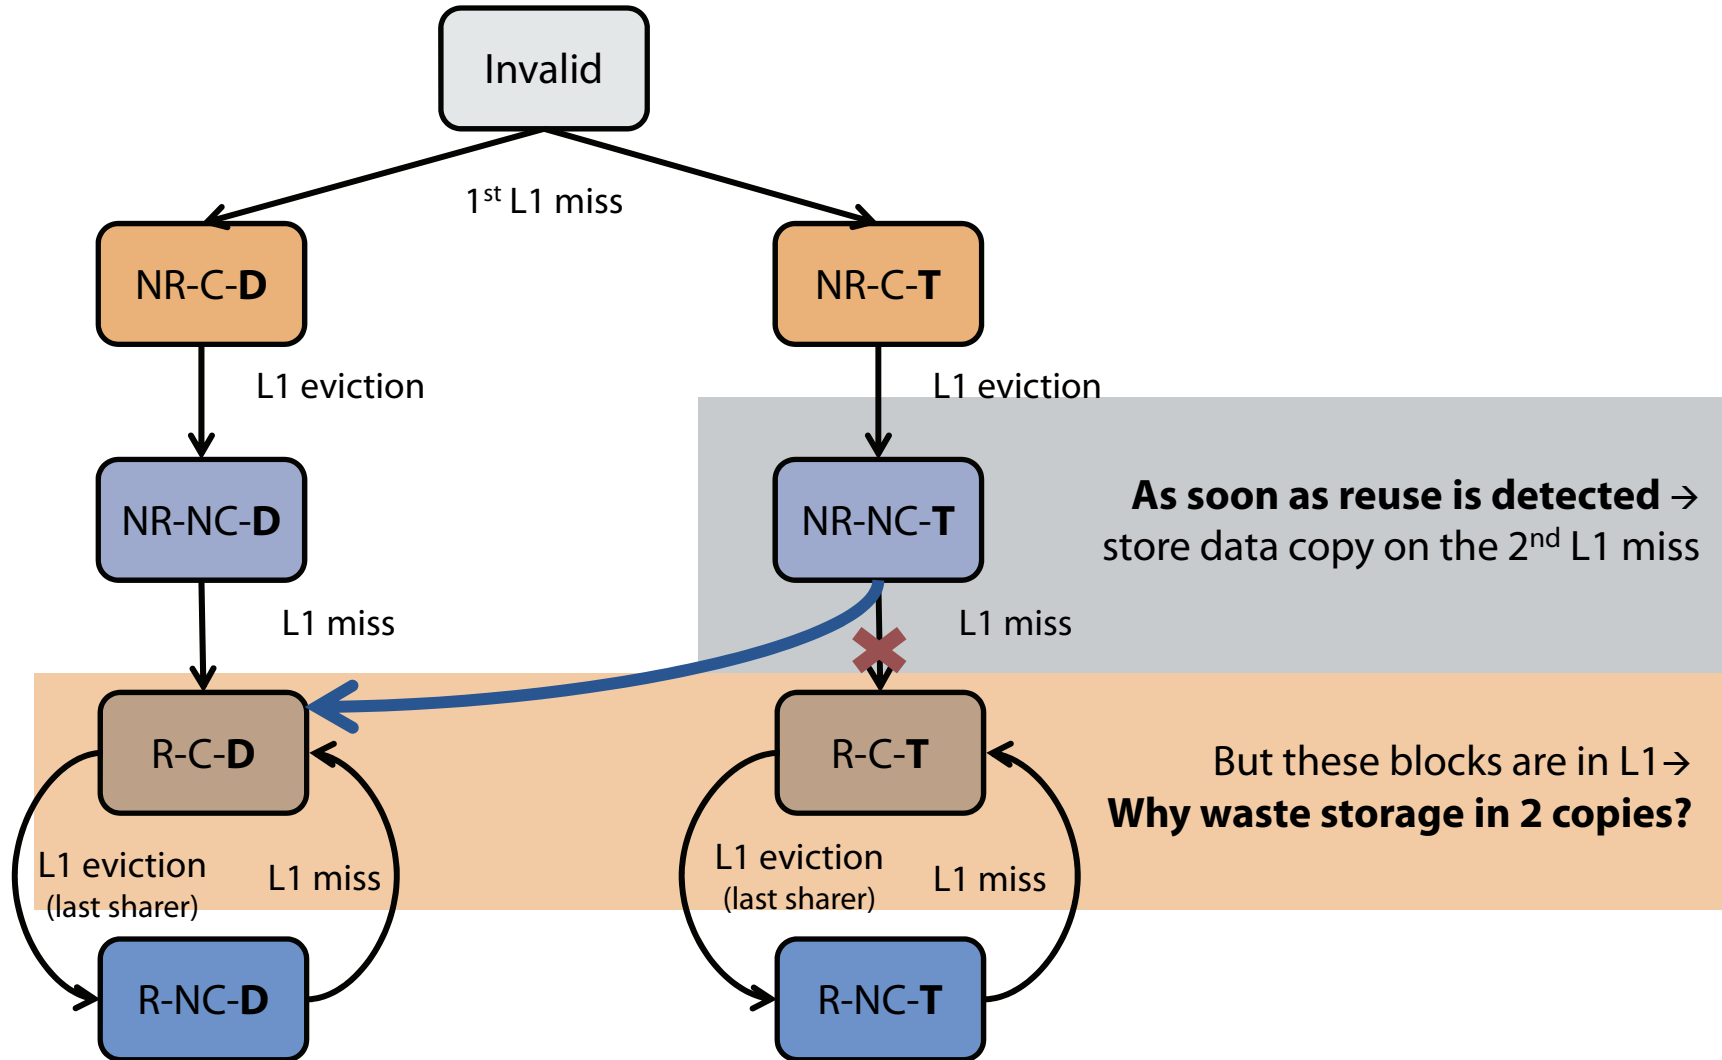 Invalid
1st L1 miss
NR-C-D
NR-C-T
L1 eviction
L1 eviction
NR-NC-D
NR-NC-T
As soon as reuse is detected →
store data copy on the 2nd L1 miss
L1 miss
L1 miss
R-C-D
R-C-T
But these blocks are in L1→
Why waste storage in 2 copies?
L1 eviction
(last sharer)
L1 miss
L1 eviction
(last sharer)
L1 miss
R-NC-D
R-NC-T